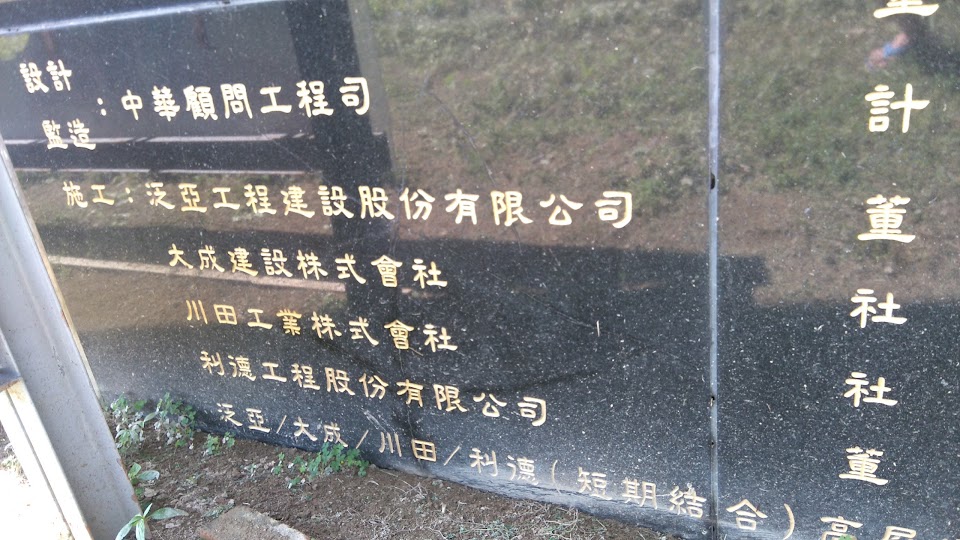 設計
：中華顧問工程司
監造
施工：泛亞工程建設股份有限公司
大成建設株式會社
川田工業株式會社
利德工程股份有限公司
泛亞/大成/川田/利德(短期結合)高
計
董
社
社
董